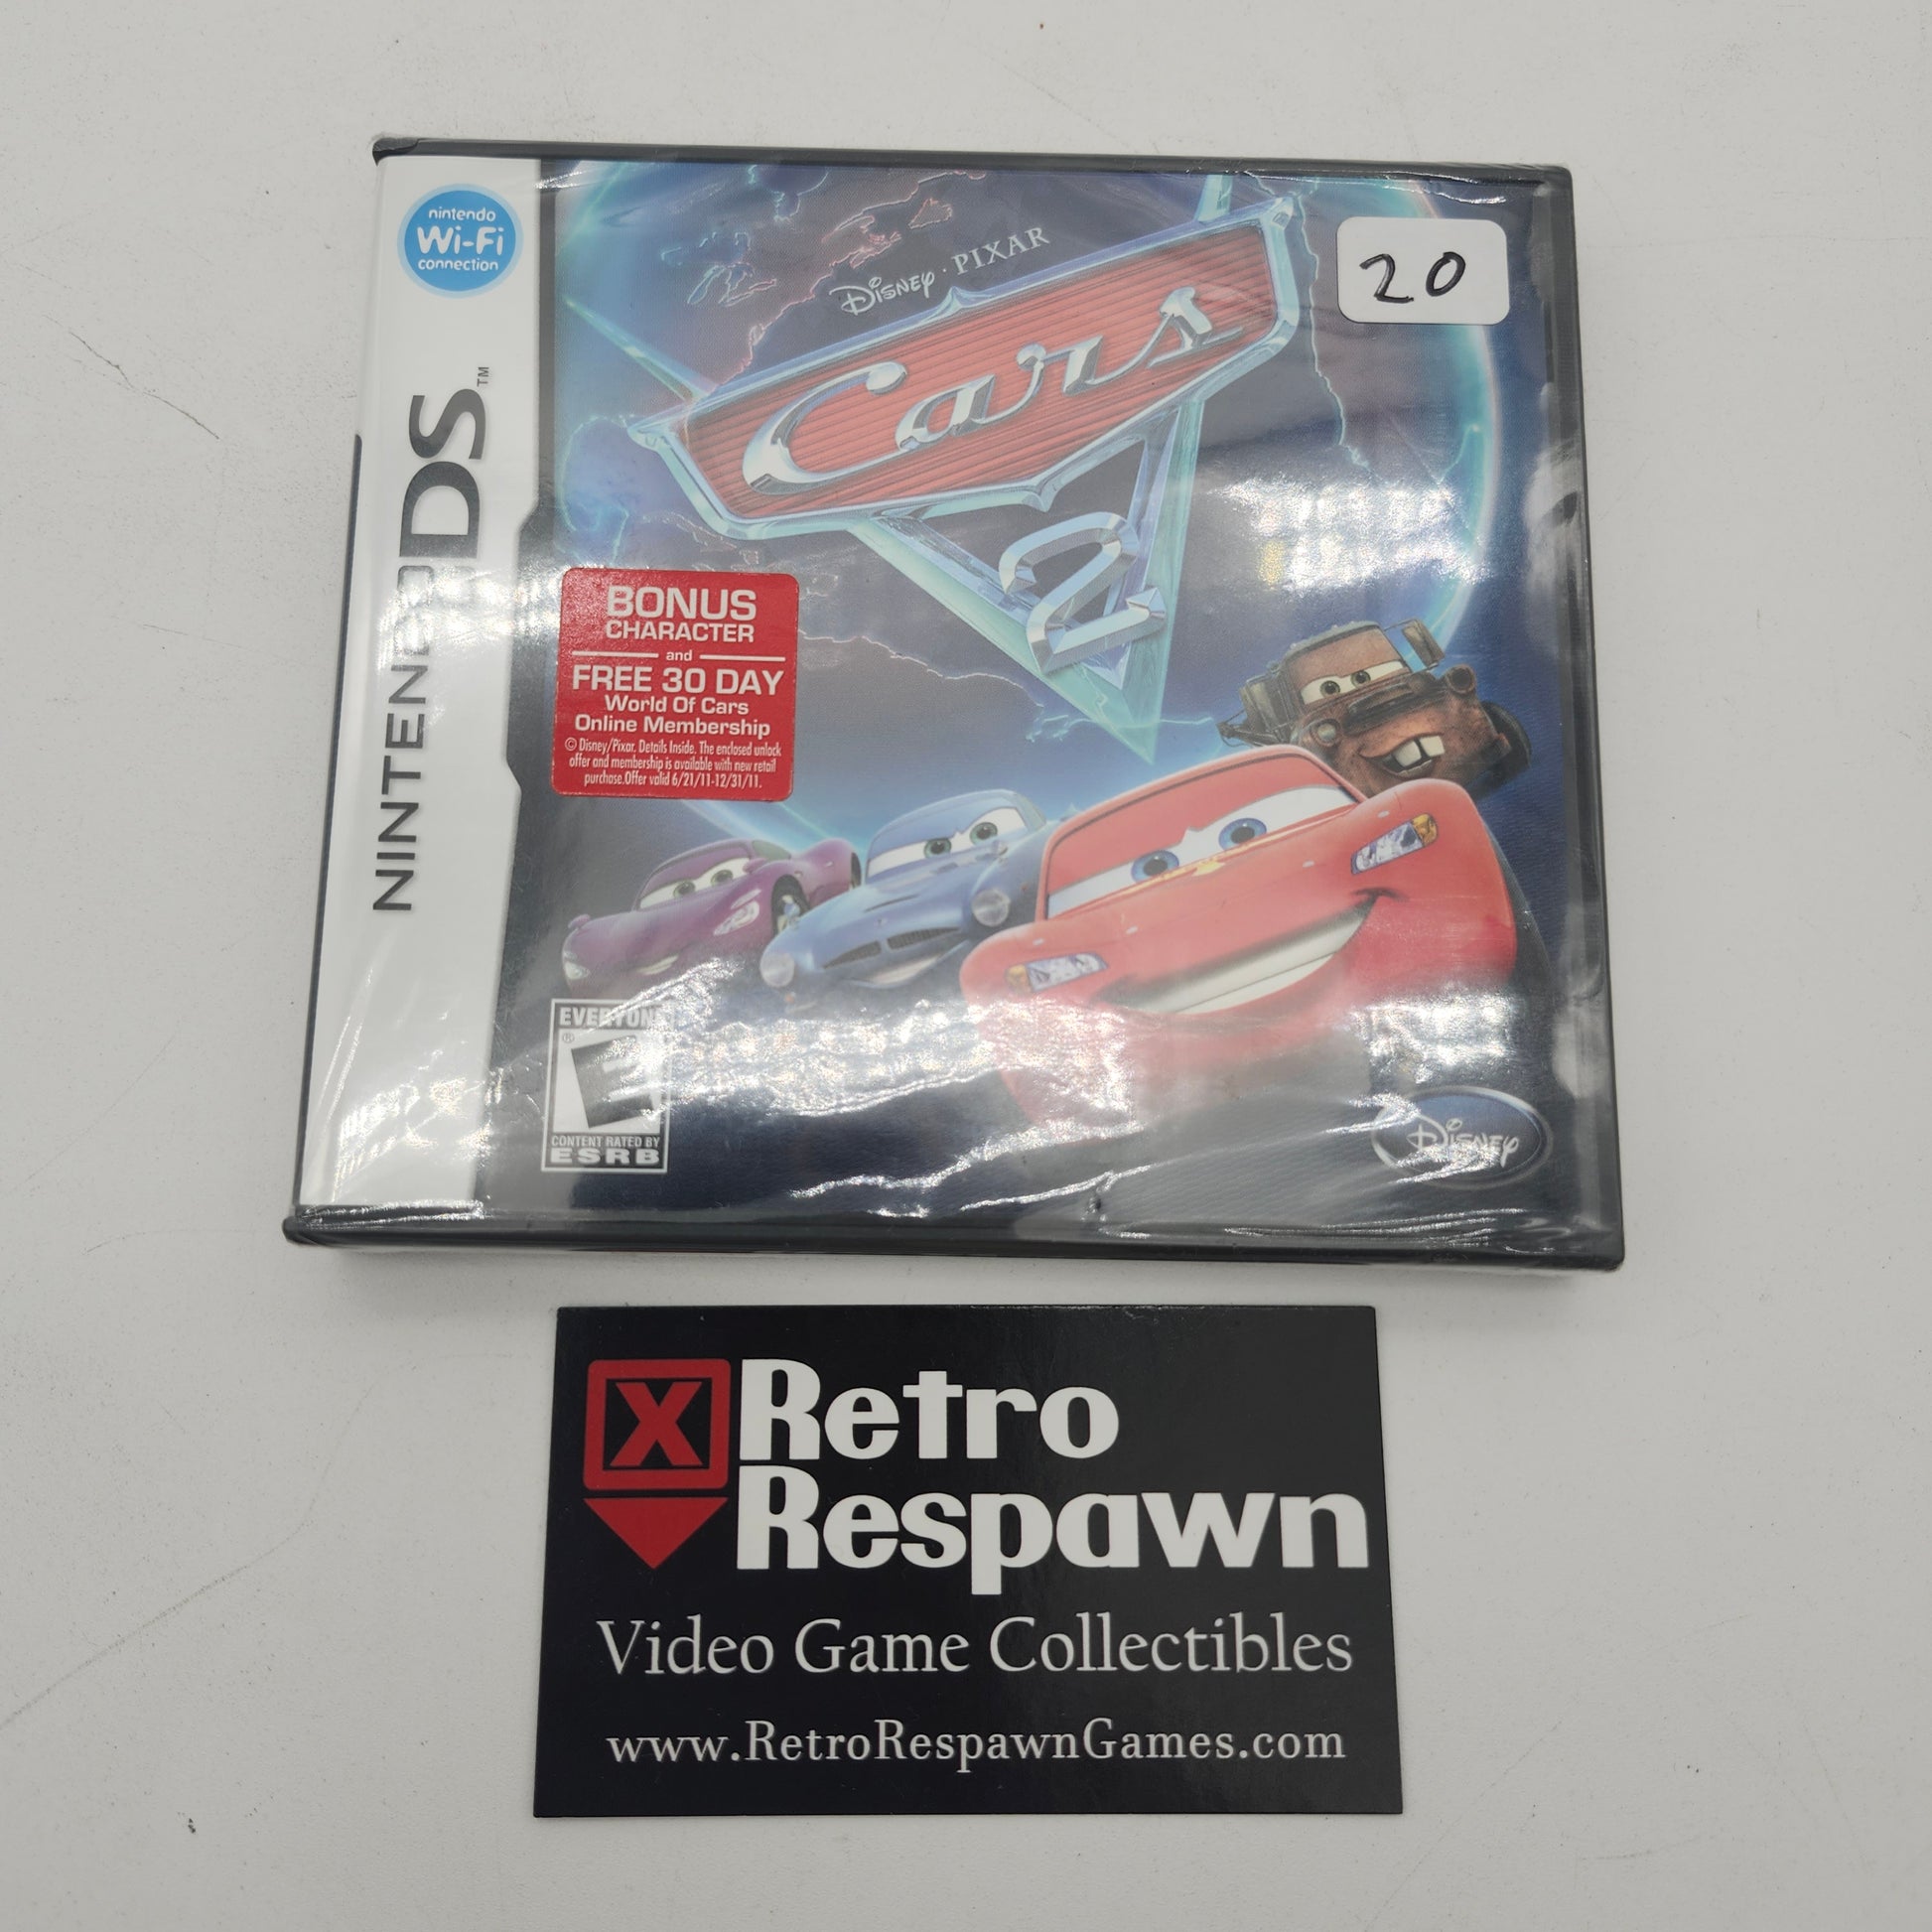 nintendo
Wi-Fi
connection
NINTENDO DS™
DISNEY · PIXAR
Cars
2
20
BONUS
CHARACTER
and
FREE 30 DAY
World Of Cars
Online Membership
© Disney/Pixar. Details Inside. The enclosed unlock
offer and membership is available with new retail
purchase.Offer valid 6/21/11-12/31/11.
EVERYONE
E
®
CONTENT RATED BY
ESRB
DISNEY
X Retro
Respawn
Video Game Collectibles
www.RetroRespawnGames.com